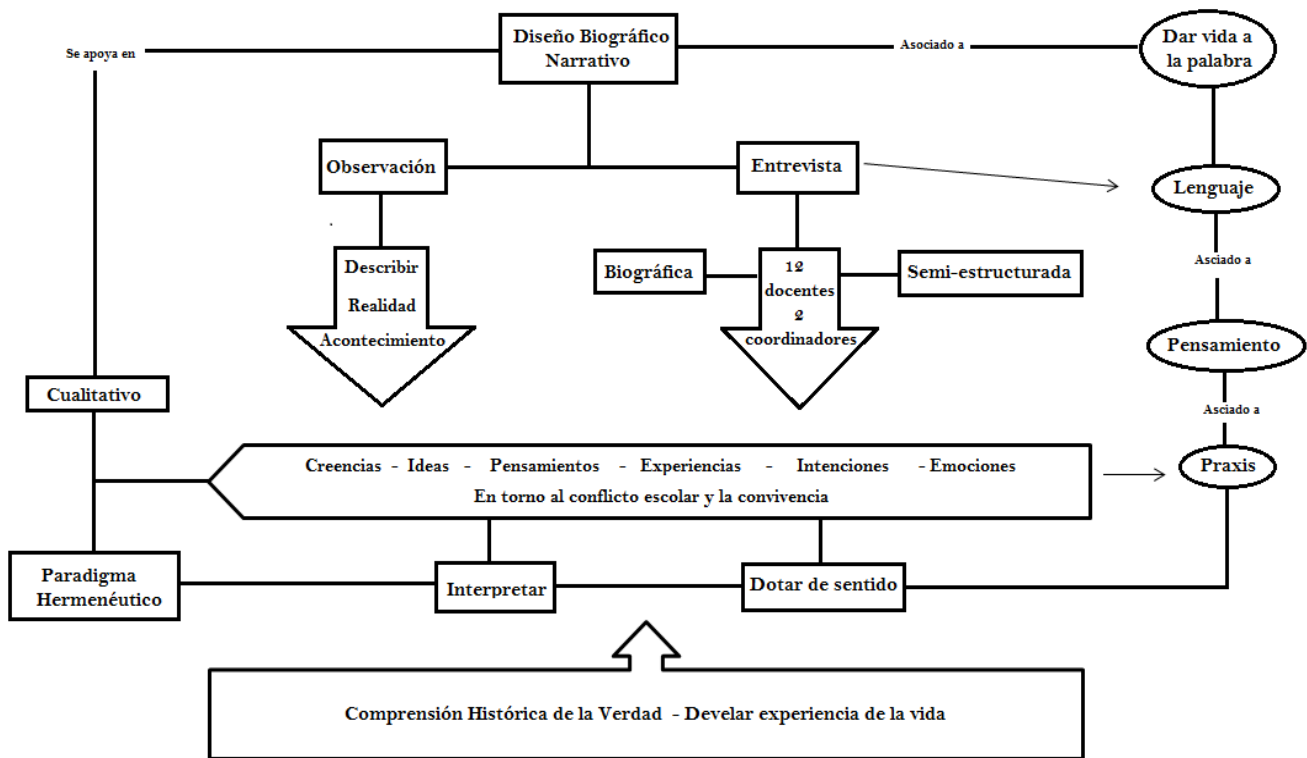 Diseño Biográfico
Narrativo
Se apoya en
Asociado a
Dar vida a
la palabra
Observación
Entrevista
Lenguaje
Describir
Realidad
Acontecimiento
Biográfica
12
docentes
2
coordinadores
Semi-estructurada
Asciado a
Pensamiento
Cualitativo
Asciado a
Creencias - Ideas - Pensamientos - Experiencias - Intenciones - Emociones
En torno al conflicto escolar y la convivencia
Praxis
Paradigma
Hermenéutico
Interpretar
Dotar de sentido
Comprensión Histórica de la Verdad - Develar experiencia de la vida